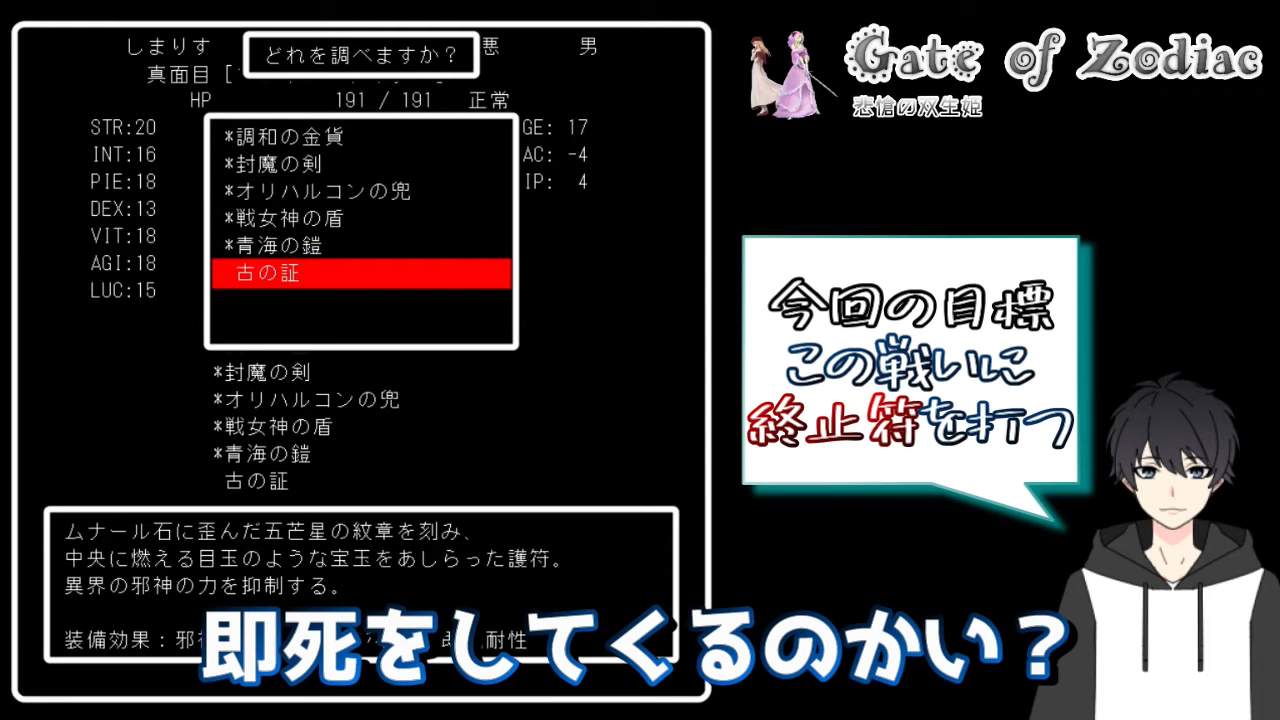 しまりす
どれを調べますか？
悪
男
真面目 [
HP 191 / 191 正常
STR:20
INT:16
PIE:18
DEX:13
VIT:18
AGI:18
LUC:15
GE: 17
AC: -4
IP: 4
*調和の金貨
*封魔の剣
*オリハルコンの兜
*戦女神の盾
*青海の鎧
古の証
*封魔の剣
*オリハルコンの兜
*戦女神の盾
*青海の鎧
古の証
ムナール石に歪んだ五芒星の紋章を刻み、
中央に燃える目玉のような宝玉をあしらった護符。
異界の邪神の力を抑制する。
装備効果：邪
耐性
即死をしてくるのかい？
Gate of Zodiac
悲愴の双生姫
今回の目標
この戦いに
終止符を打つ